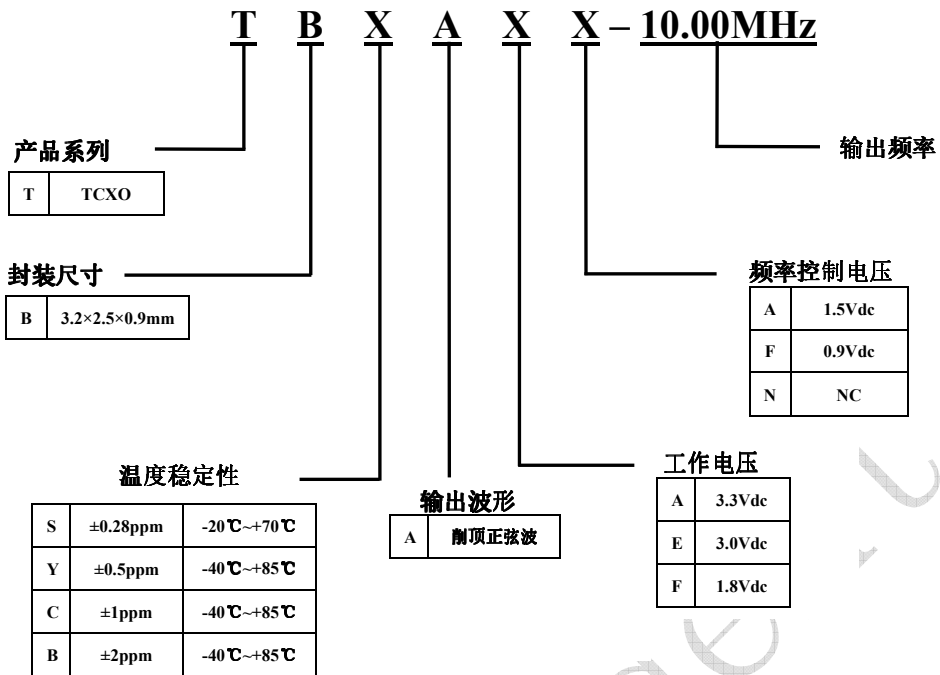 T B X A X X – 10.00MHz
产品系列
T TCXO
输出频率
封装尺寸
B 3.2×2.5×0.9mm
频率控制电压
A 1.5Vdc
F 0.9Vdc
N NC
温度稳定性
S ±0.28ppm -20℃~+70℃
Y ±0.5ppm -40℃~+85℃
C ±1ppm -40℃~+85℃
B ±2ppm -40℃~+85℃
输出波形
A 削顶正弦波
工作电压
A 3.3Vdc
E 3.0Vdc
F 1.8Vdc